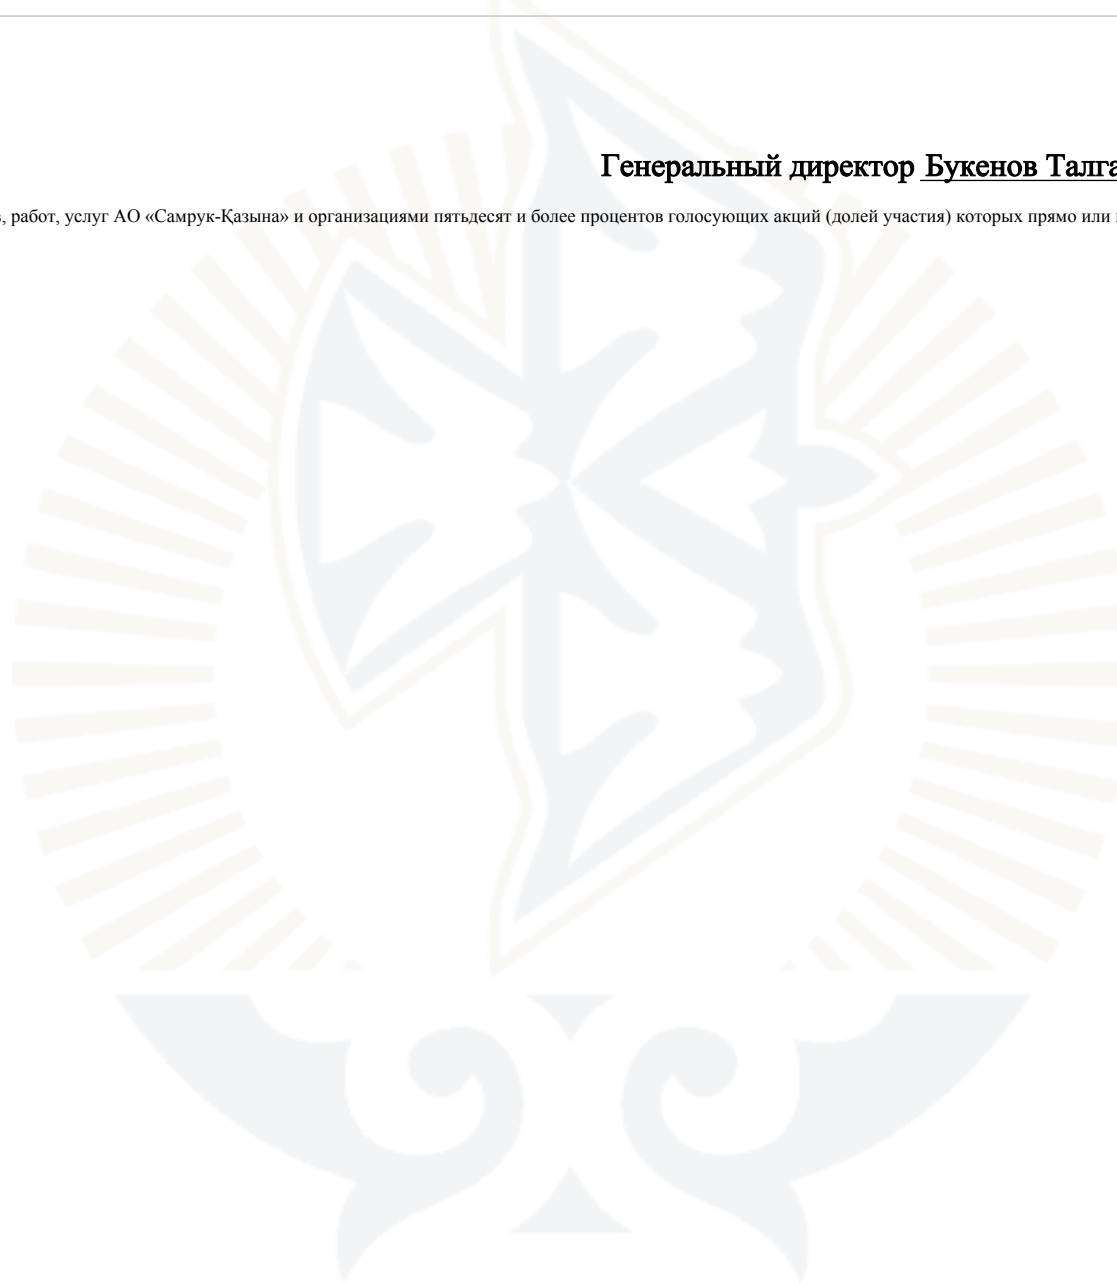 Генеральный директор Букенов Талга
, работ, услуг АО «Самрук-Қазына» и организациями пятьдесят и более процентов голосующих акций (долей участия) которых прямо или